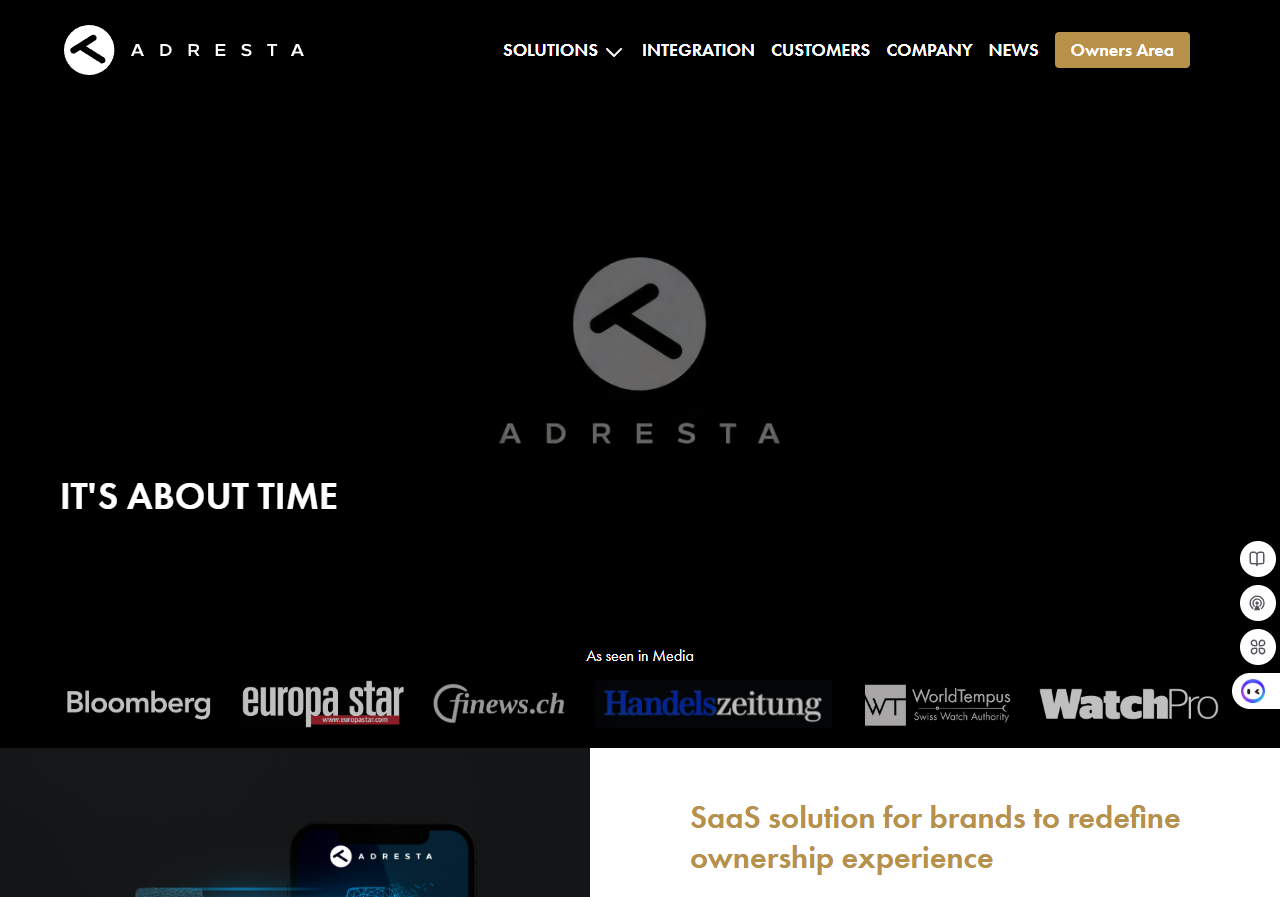 ADRESTA
SOLUTIONS INTEGRATION CUSTOMERS COMPANY NEWS Owners Area
ADRESTA
IT'S ABOUT TIME
As seen in Media
Bloomberg
europa star
www.europastar.com
finews.ch
Handelszeitung
WT WorldTempus
Swiss Watch Authority
WatchPro
ADRESTA
SaaS solution for brands to redefine
ownership experience